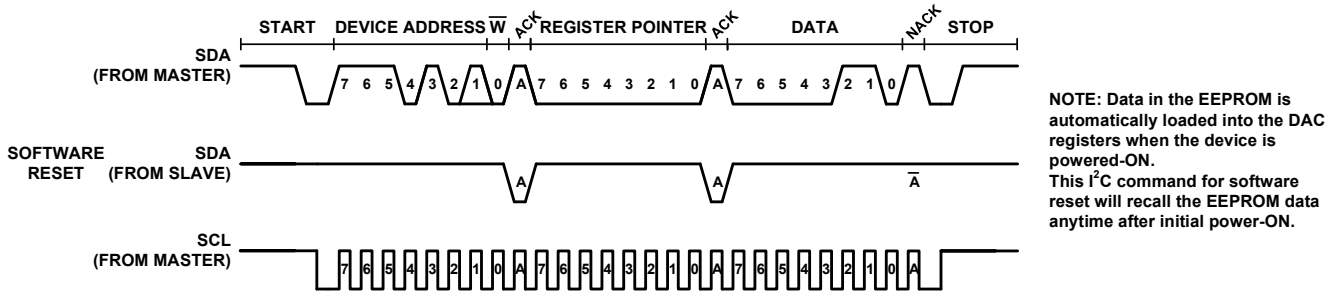 START DEVICE ADDRESS W̅ ACK REGISTER POINTER ACK DATA NACK STOP
SDA
(FROM MASTER)
7 6 5 4 3 2 1 0 A 7 6 5 4 3 2 1 0 A 7 6 5 4 3 2 1 0
NOTE: Data in the EEPROM is
automatically loaded into the DAC
registers when the device is
powered-ON.
This I²C command for software
reset will recall the EEPROM data
anytime after initial power-ON.
SOFTWARE
RESET
SDA
(FROM SLAVE)
A A A̅
SCL
(FROM MASTER)
7 6 5 4 3 2 1 0 A 7 6 5 4 3 2 1 0 A 7 6 5 4 3 2 1 0 A